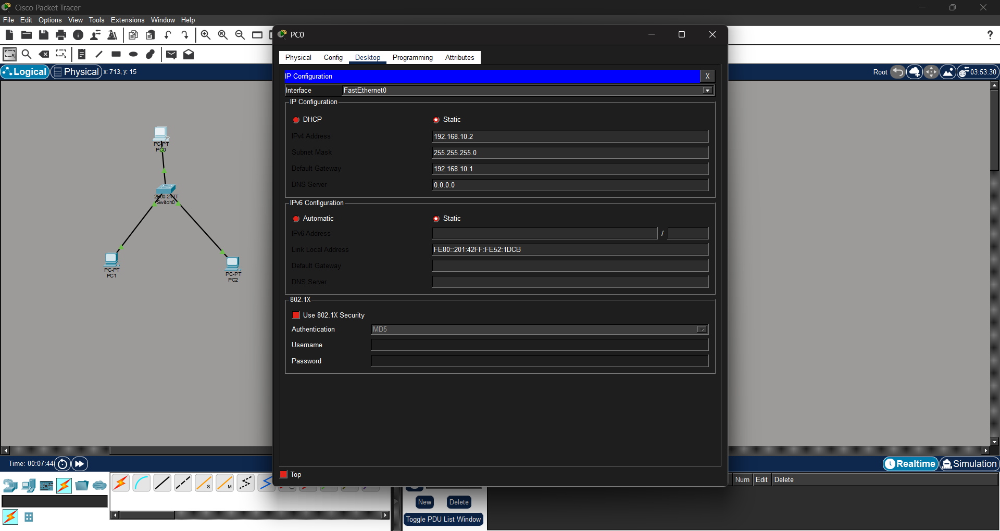 Cisco Packet Tracer
File Edit Options View Tools Extensions Window Help
PC0
Physical Config Desktop Programming Attributes
Logical Physical x: 713, y: 15
Root 03:53:30
IP Configuration X
Interface FastEthernet0
IP Configuration
DHCP Static
IPv4 Address 192.168.10.2
Subnet Mask 255.255.255.0
Default Gateway 192.168.10.1
DNS Server 0.0.0.0
IPv6 Configuration
Automatic Static
IPv6 Address /
Link Local Address FE80::201:42FF:FE52:1DCB
Default Gateway
DNS Server
802.1X
Use 802.1X Security
Authentication MD5
Username
Password
Top
PC-PT
PC0
2960-24TT
Switch0
PC-PT
PC1
PC-PT
PC2
Time: 00:07:44
Realtime Simulation
S M
Num Edit Delete
New Delete
Toggle PDU List Window